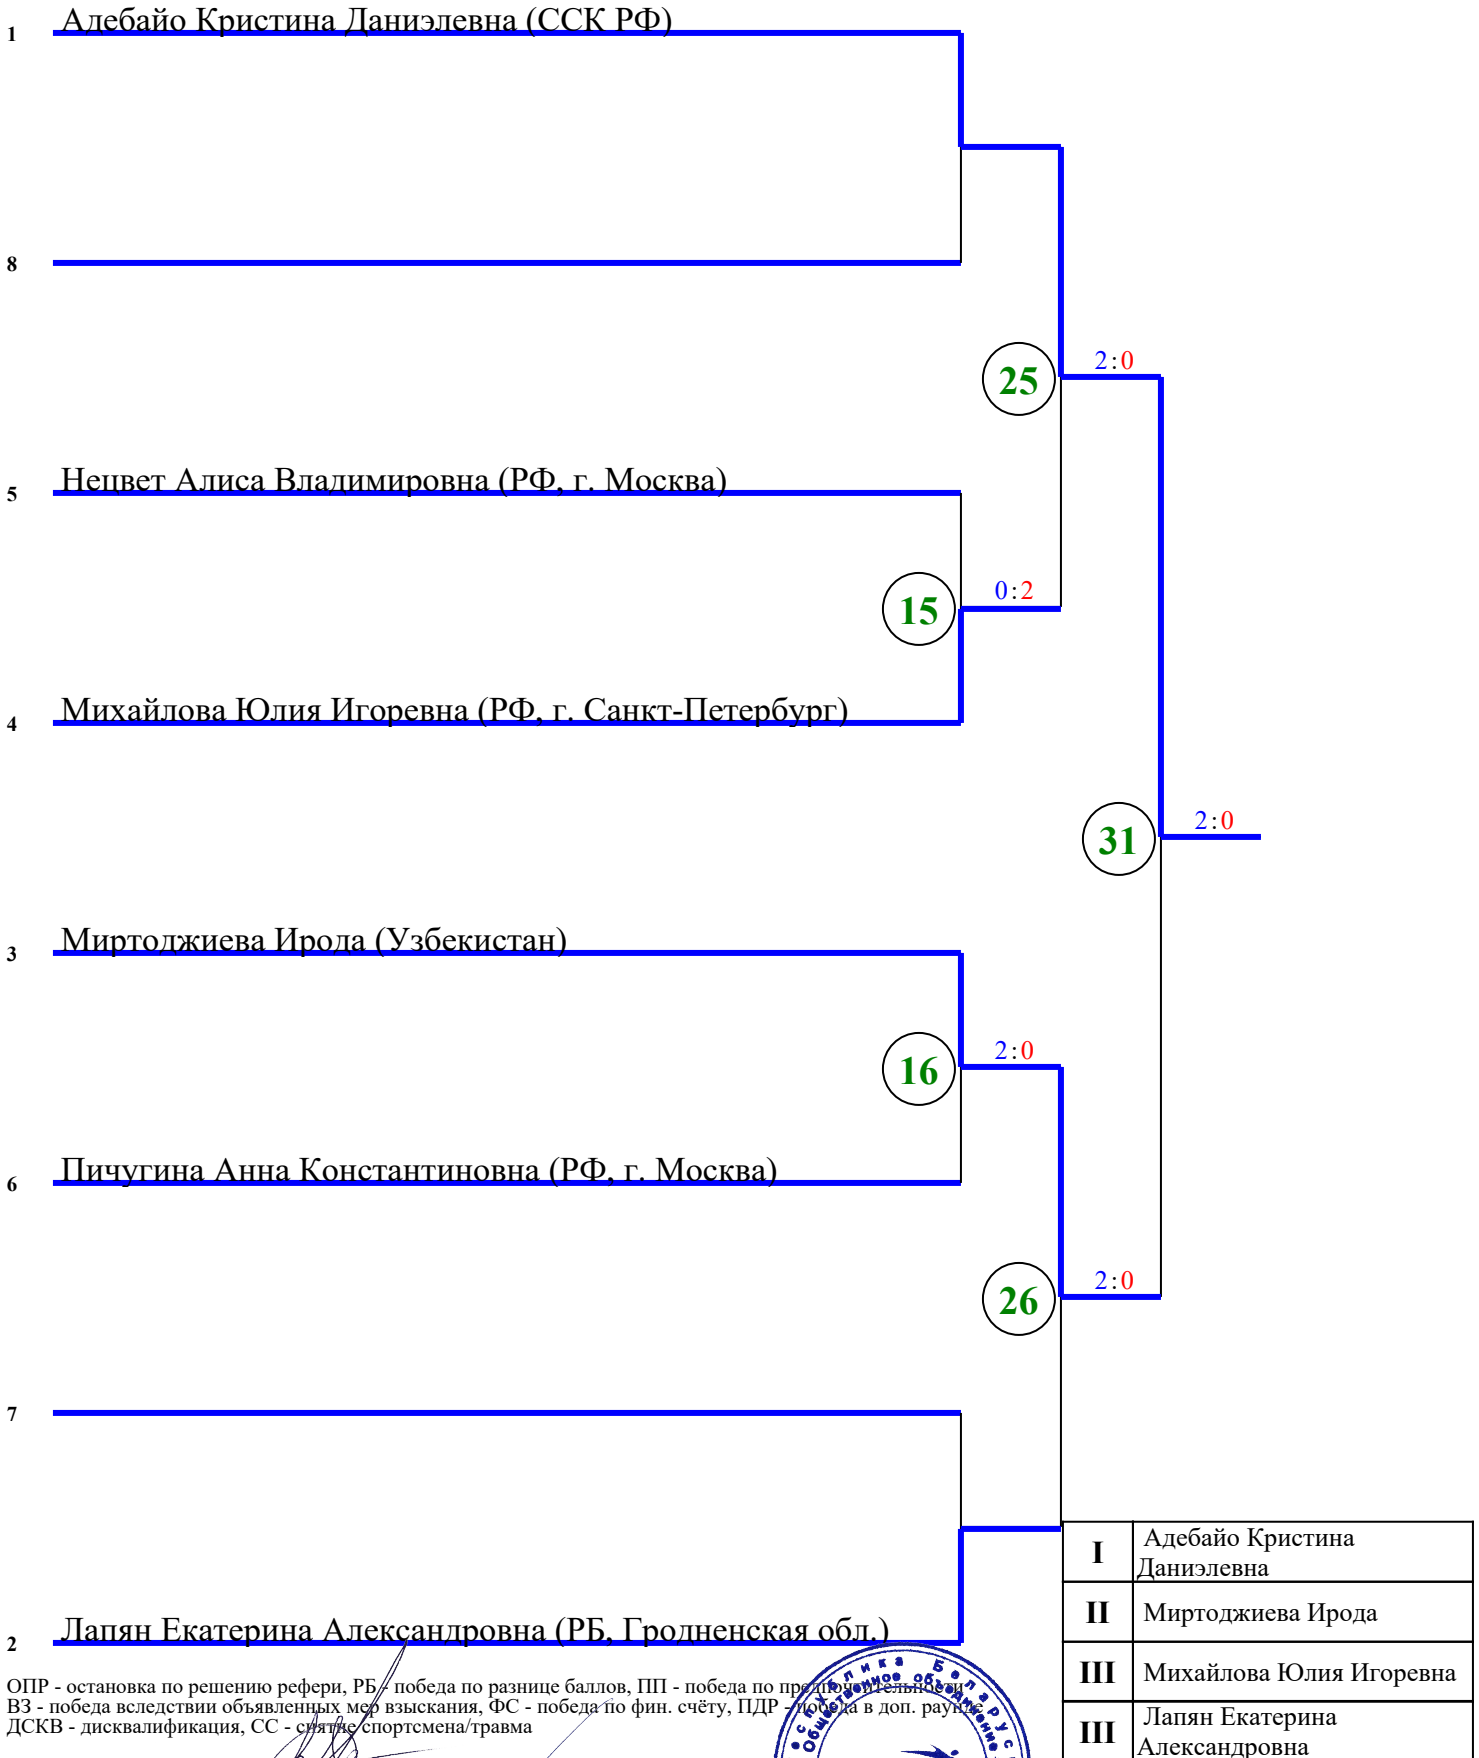 1 Адебайо Кристина Даниэлевна (ССК РФ)
8
25 2:0
5 Нецвет Алиса Владимировна (РФ, г. Москва)
15 0:2
4 Михайлова Юлия Игоревна (РФ, г. Санкт-Петербург)
31 2:0
3 Миртоджиева Ирода (Узбекистан)
16 2:0
6 Пичугина Анна Константиновна (РФ, г. Москва)
26 2:0
7
2 Лапян Екатерина Александровна (РБ, Гродненская обл.)
I Адебайо Кристина
Даниэлевна
II Миртоджиева Ирода
III Михайлова Юлия Игоревна
III Лапян Екатерина
Александровна
ОПР - остановка по решению рефери, РБ - победа по разнице баллов, ПП - победа по предпочтительности
ВЗ - победа вследствии объявленных мер взыскания, ФС - победа по фин. счёту, ПДР - победа в доп. раунде
ДСКВ - дисквалификация, СС - снятие спортсмена/травма
Беларусь
Общественное объединение